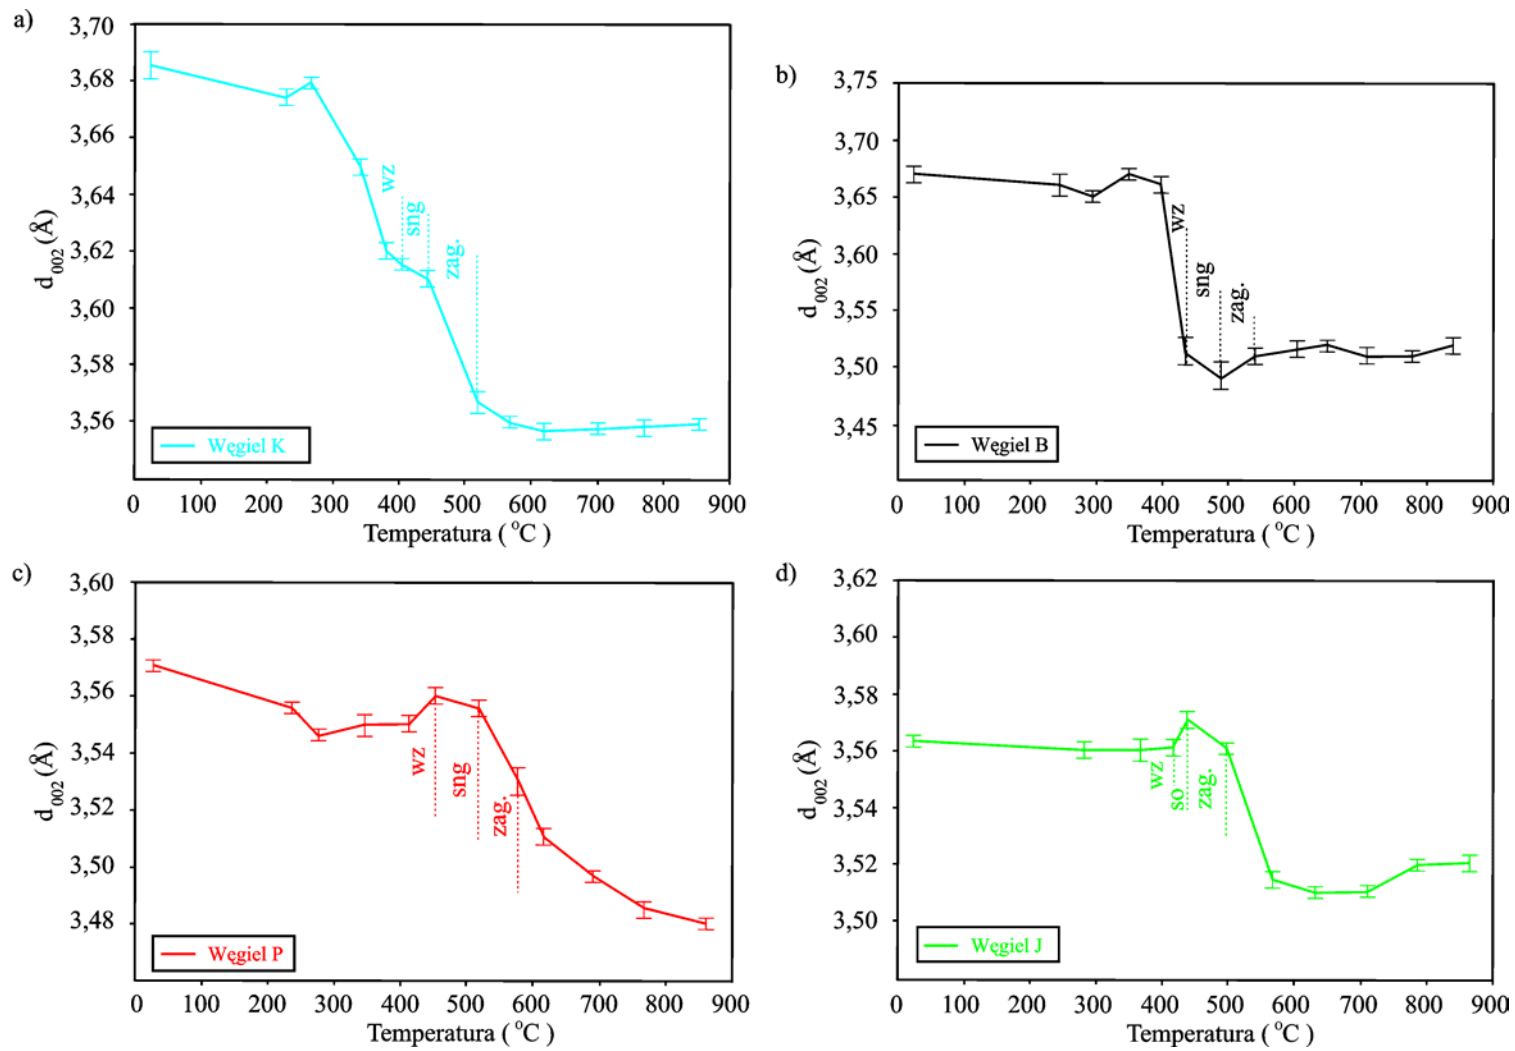 a)
3,70
3,68
3,66
3,64
3,62
3,60
3,58
3,56
d002 (Å)
wz
sng
zag.
Węgiel K
0 100 200 300 400 500 600 700 800 900
Temperatura ( °C )
b)
3,75
3,70
3,65
3,60
3,55
3,50
3,45
d002 (Å)
wz
sng
zag.
Węgiel B
0 100 200 300 400 500 600 700 800 900
Temperatura ( °C )
c)
3,60
3,58
3,56
3,54
3,52
3,50
3,48
d002 (Å)
wz
sng
zag.
Węgiel P
0 100 200 300 400 500 600 700 800 900
Temperatura ( °C )
d)
3,62
3,60
3,58
3,56
3,54
3,52
3,50
d002 (Å)
wz
so
zag.
Węgiel J
0 100 200 300 400 500 600 700 800 900
Temperatura ( °C )